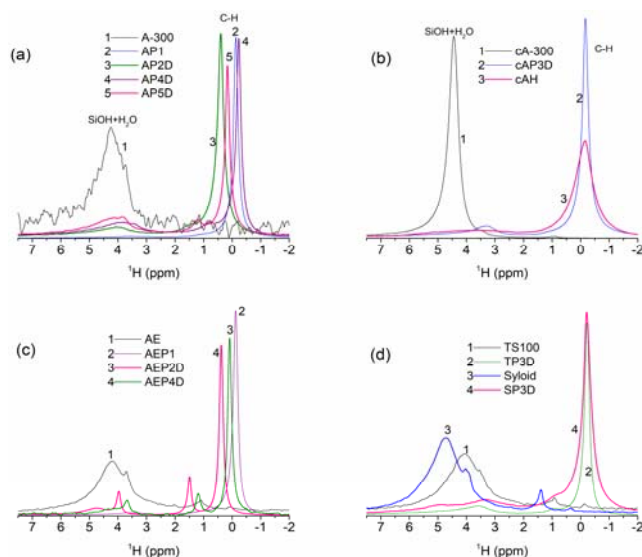 (a)
1 A-300
2 AP1
3 AP2D
4 AP4D
5 AP5D
C-H
2
4
5
3
SiOH+H₂O
1
7 6 5 4 3 2 1 0 -1 -2
¹H (ppm)
(b)
SiOH+H₂O
1 cA-300
2 cAP3D
3 cAH
C-H
2
1
3
7 6 5 4 3 2 1 0 -1 -2
¹H (ppm)
(c)
1 AE
2 AEP1
3 AEP2D
4 AEP4D
2
3
4
1
7 6 5 4 3 2 1 0 -1 -2
¹H (ppm)
(d)
1 TS100
2 TP3D
3 Syloid
4 SP3D
3
1
4
2
7 6 5 4 3 2 1 0 -1 -2
¹H (ppm)